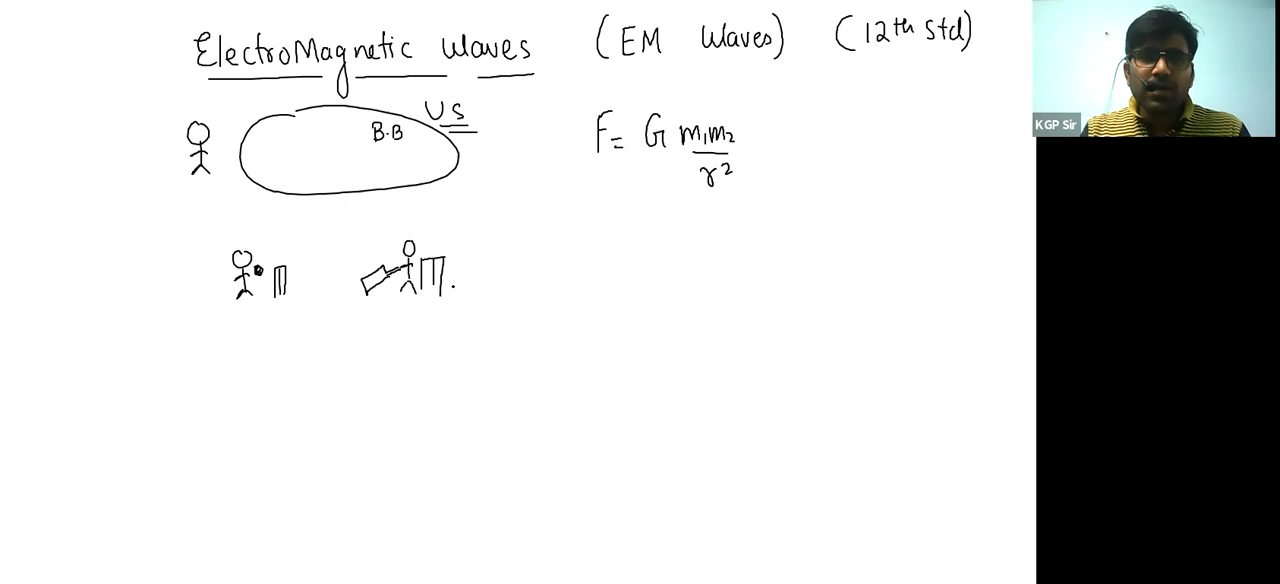 ElectroMagnetic Waves (EM Waves) (12th std)
US
B.B
F = G m₁m₂
r²
KGP Sir